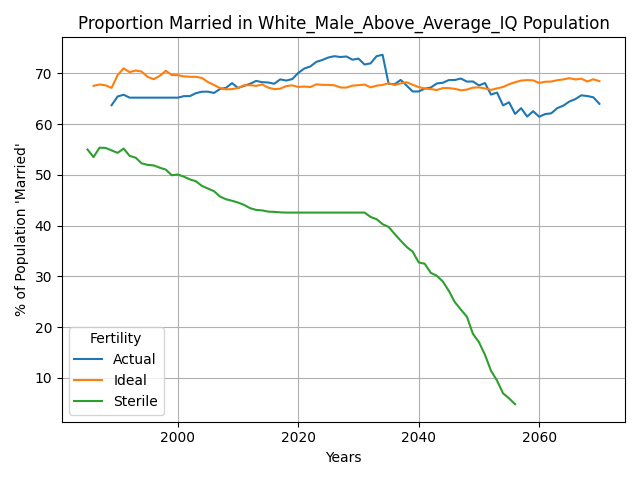 Proportion Married in White_Male_Above_Average_IQ Population
% of Population 'Married'
70
60
50
40
30
20
10
Fertility
Actual
Ideal
Sterile
2000 2020 2040 2060
Years